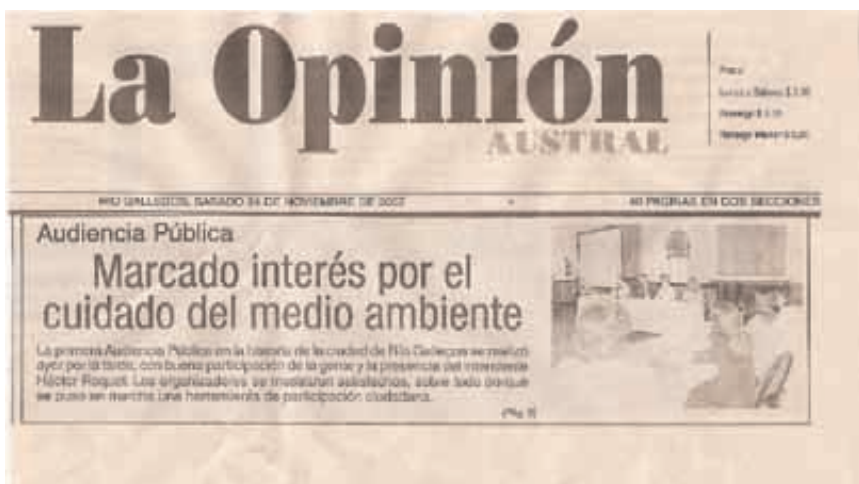 La Opinión
AUSTRAL
RIO GALLEGOS, SABADO 24 DE NOVIEMBRE DE 2007
40 PAGINAS EN DOS SECCIONES
Audiencia Pública
Marcado interés por el
cuidado del medio ambiente
La primera Audiencia Pública en la historia de la ciudad de Río Gallegos se realizó
ayer por la tarde, con buena participación de la gente y la presencia del intendente
Héctor Roquel. Los organizadores se mostraron satisfechos, sobre todo porque
se puso en marcha una herramienta de participación ciudadana.